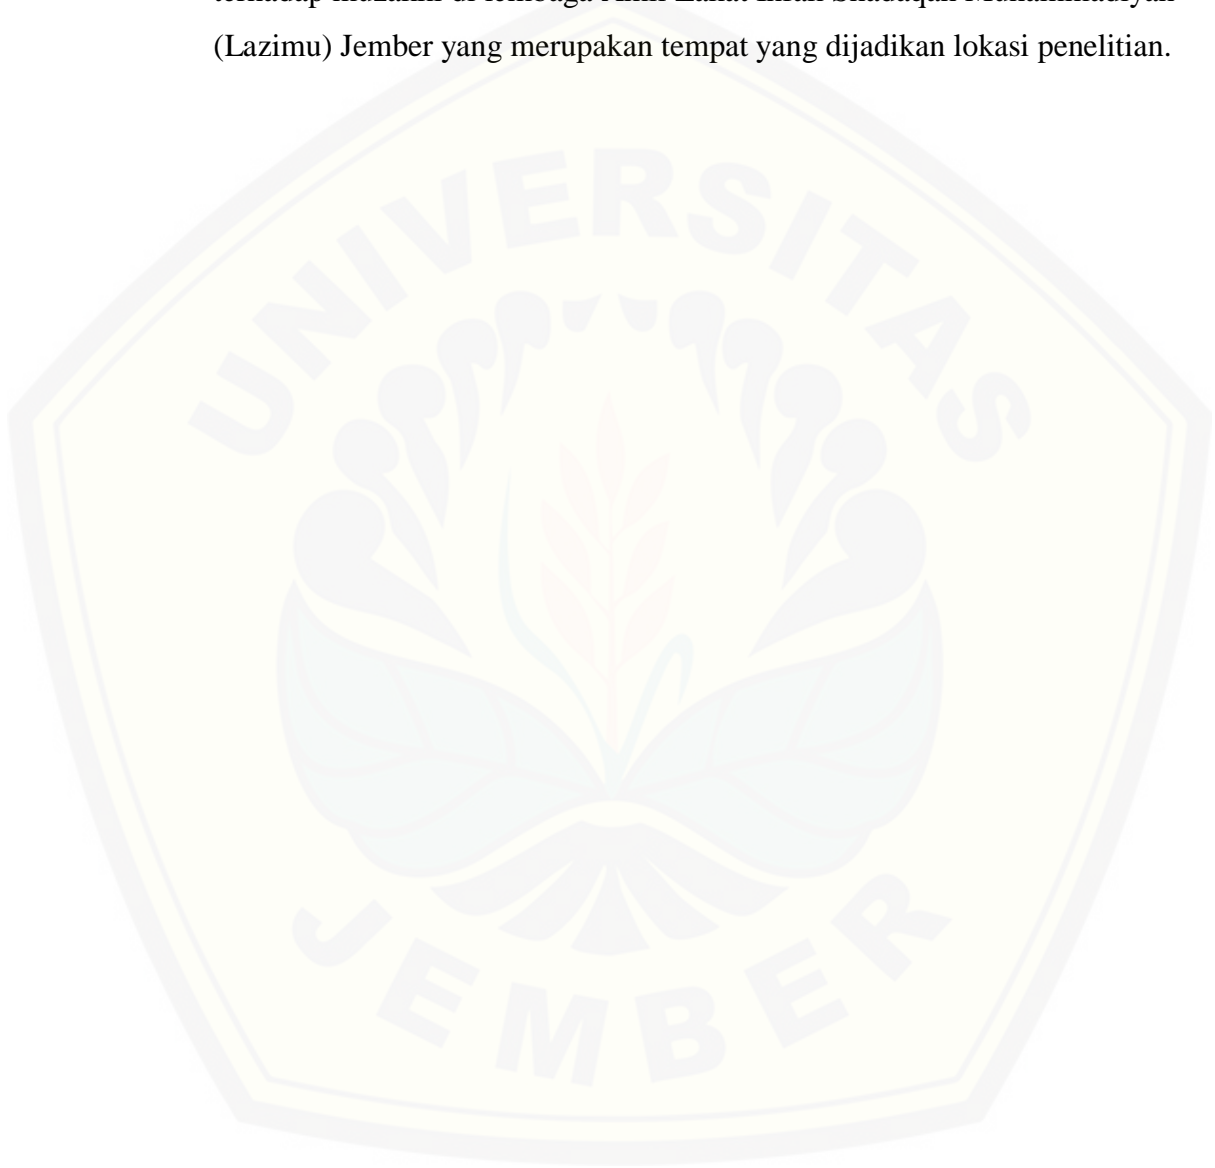 terhadap muzakki di lembaga Amil Zakat Infak Shadaqah Muhammadiyah
(Lazimu) Jember yang merupakan tempat yang dijadikan lokasi penelitian.
UNIVERSITAS
JEMBER